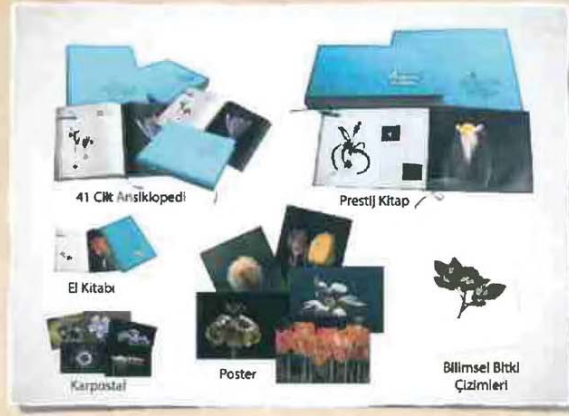 41 Cilt Ansiklopedi
Prestij Kitap
El Kitabı
Karpostal
Poster
Bilimsel Bitki
Çizimleri